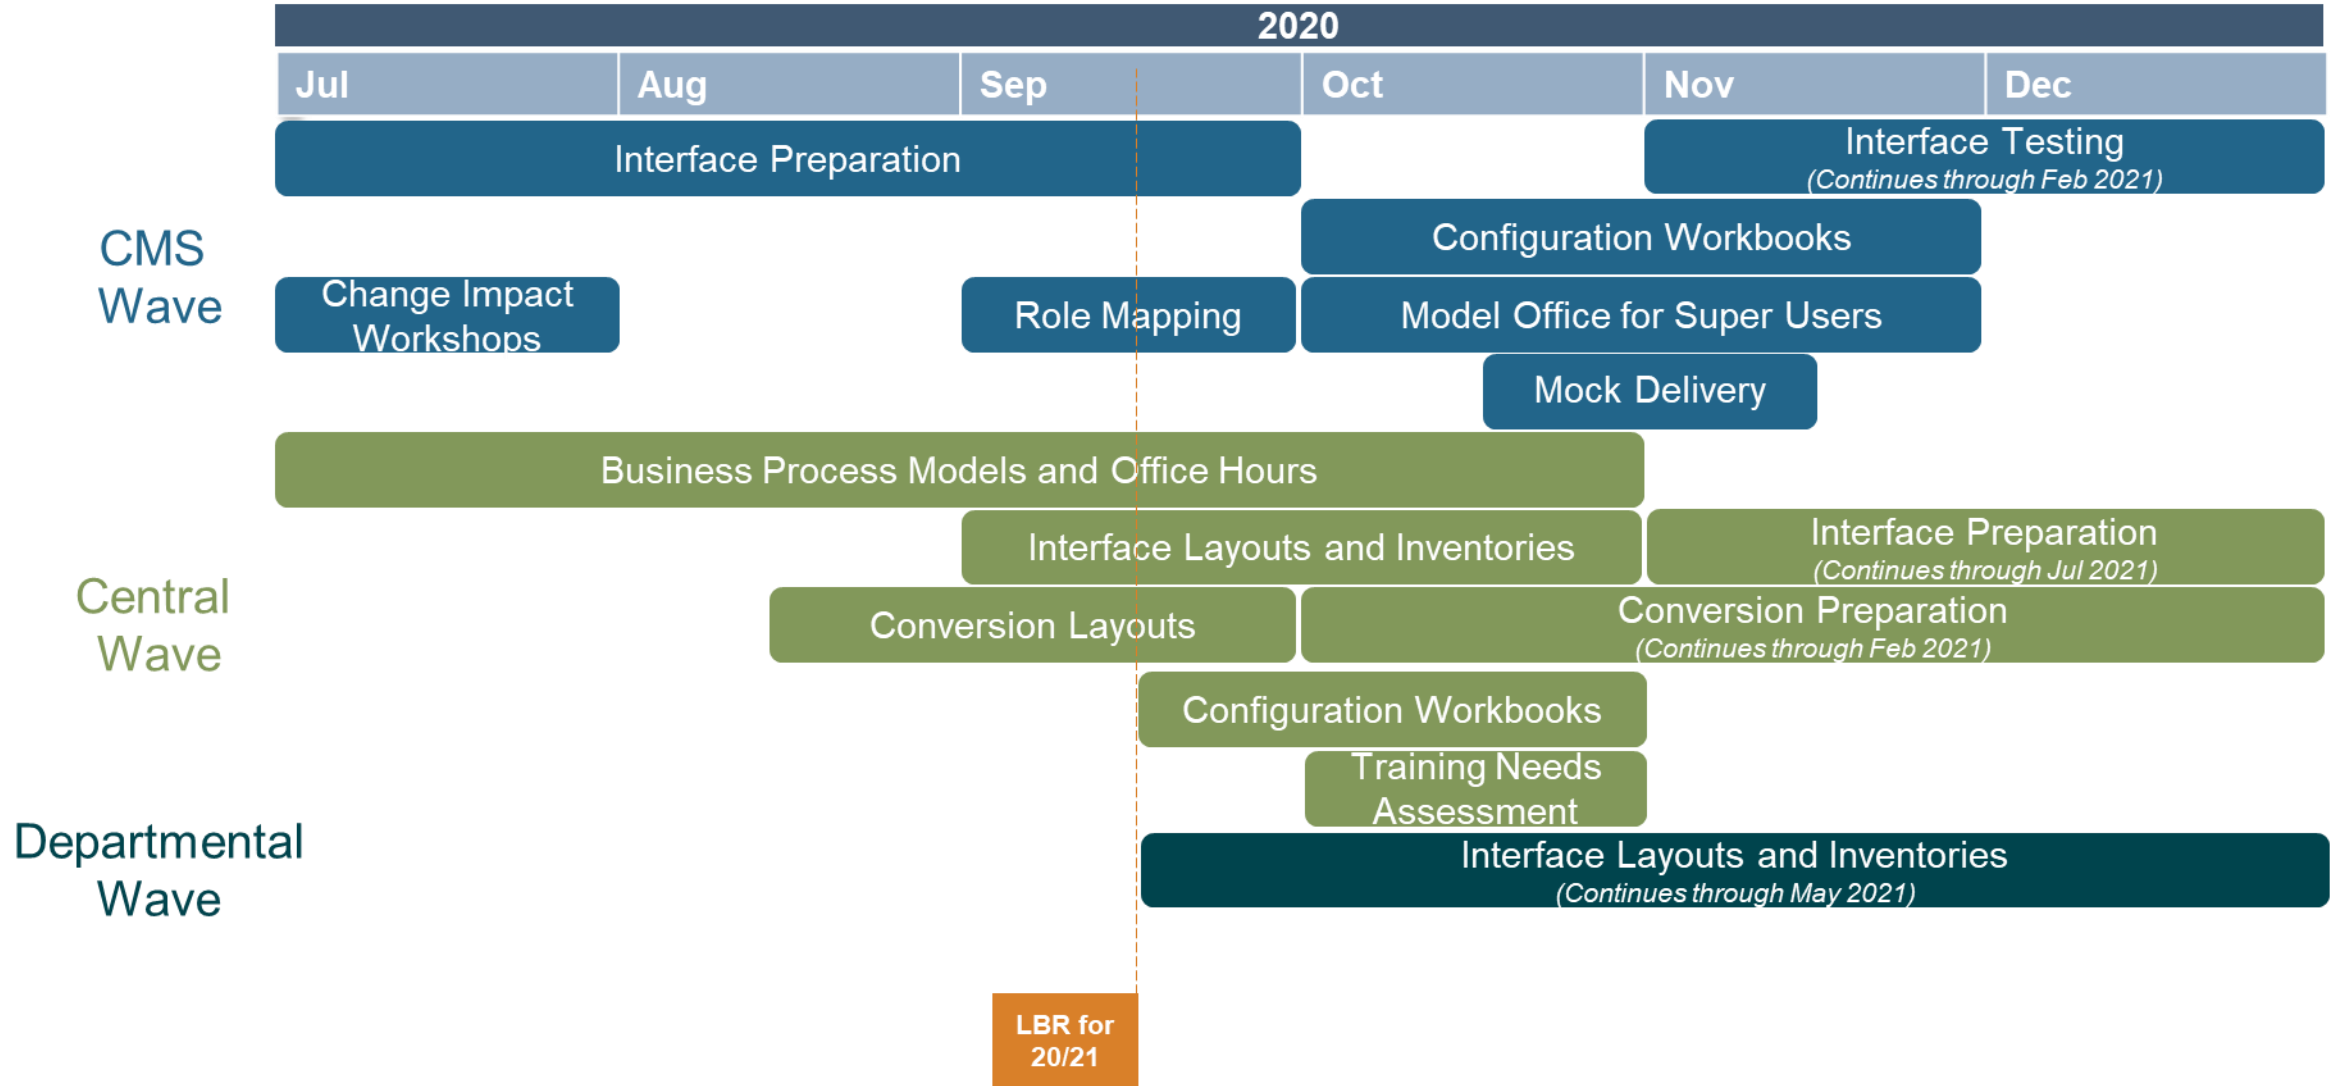 2020
Jul
Aug
Sep
Oct
Nov
Dec
CMS
Wave
Interface Preparation
Interface Testing
(Continues through Feb 2021)
Configuration Workbooks
Change Impact
Workshops
Role Mapping
Model Office for Super Users
Mock Delivery
Central
Wave
Business Process Models and Office Hours
Interface Layouts and Inventories
Interface Preparation
(Continues through Jul 2021)
Conversion Layouts
Conversion Preparation
(Continues through Feb 2021)
Configuration Workbooks
Training Needs
Assessment
Departmental
Wave
Interface Layouts and Inventories
(Continues through May 2021)
LBR for
20/21